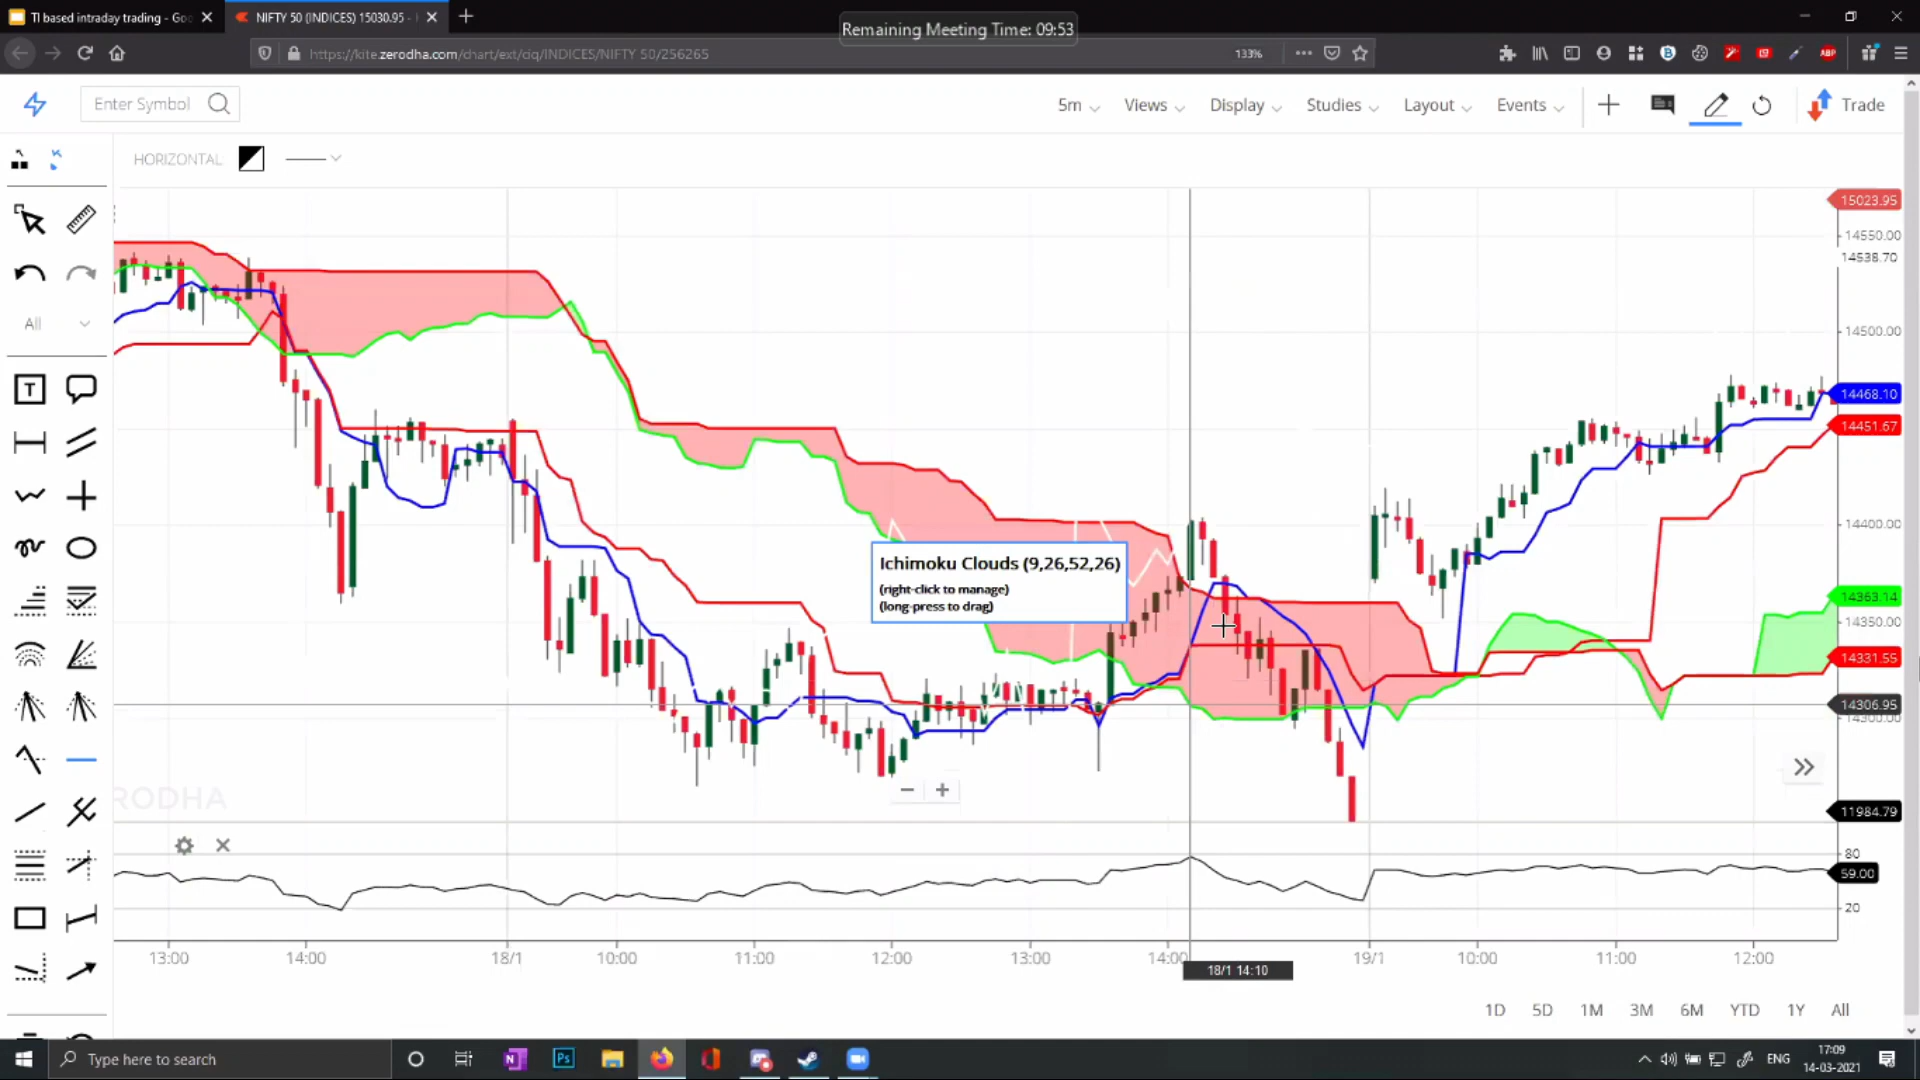 TI based intraday trading - Goo
NIFTY 50 (INDICES) 15030.95 -
Remaining Meeting Time: 09:53
https://kite.zerodha.com/chart/ext/ciq/INDICES/NIFTY 50/256265
133%
ABP
Enter Symbol
5m
Views
Display
Studies
Layout
Events
Trade
HORIZONTAL
All
T
15023.95
14550.00
14538.70
14500.00
14468.10
14451.67
14400.00
14363.14
14350.00
14331.55
14306.95
14300.00
11984.79
Ichimoku Clouds (9,26,52,26)
(right-click to manage)
(long-press to drag)
80
59.00
20
13:00
14:00
18/1
10:00
11:00
12:00
13:00
14:00
19/1
10:00
11:00
12:00
18/1 14:10
1D
5D
1M
3M
6M
YTD
1Y
All
Type here to search
ENG
17:09
14-03-2021